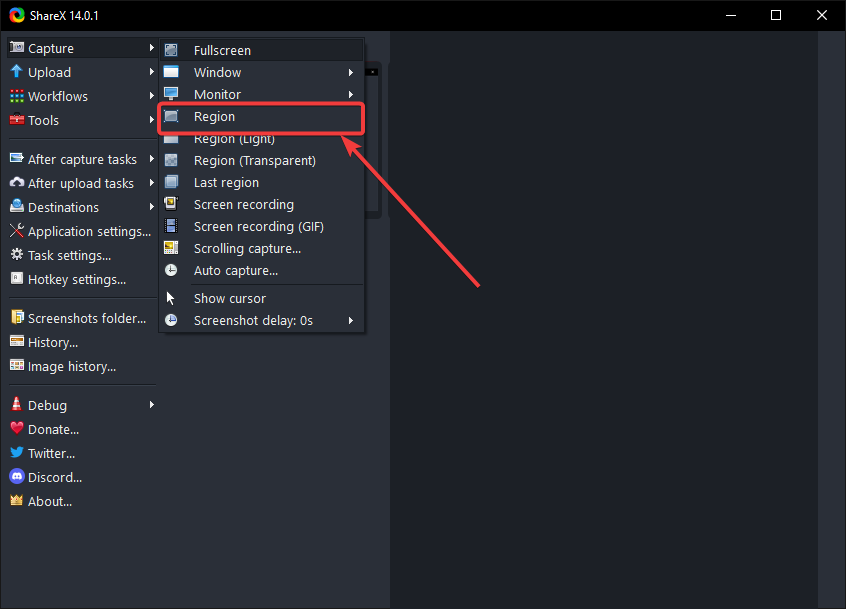 ShareX 14.0.1
Capture
Upload
Workflows
Tools
After capture tasks
After upload tasks
Destinations
Application settings...
Task settings...
Hotkey settings...
Screenshots folder...
History...
Image history...
Debug
Donate...
Twitter...
Discord...
About...
Fullscreen
Window
Monitor
Region
Region (Light)
Region (Transparent)
Last region
Screen recording
Screen recording (GIF)
Scrolling capture...
Auto capture...
Show cursor
Screenshot delay: 0s